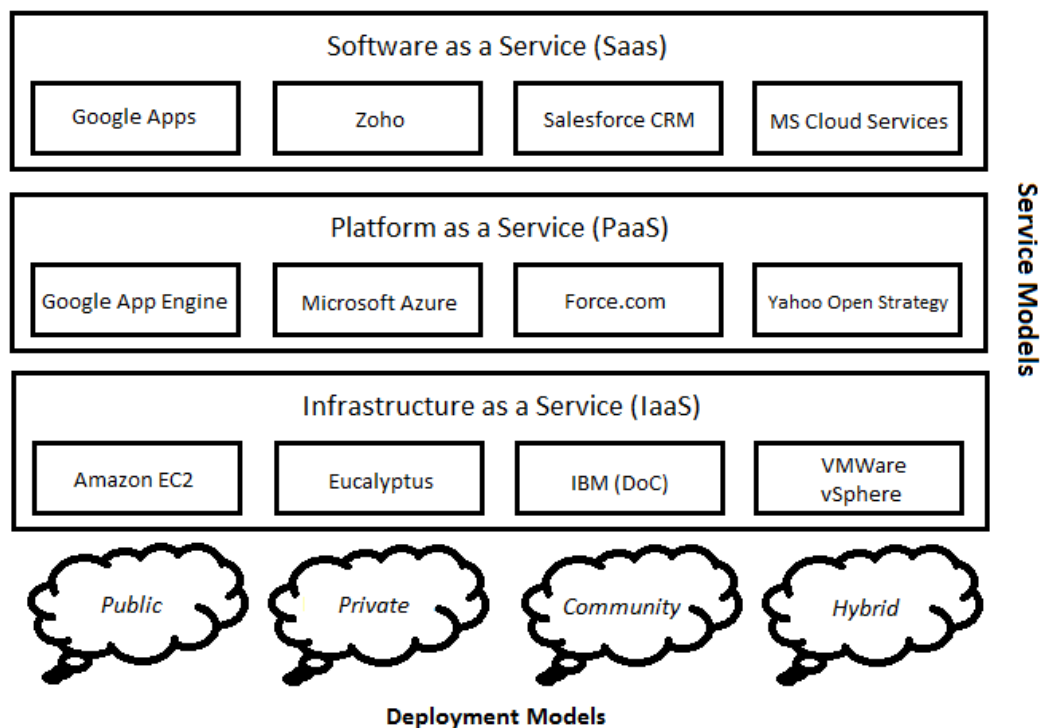 Software as a Service (Saas)
Google Apps
Zoho
Salesforce CRM
MS Cloud Services
Platform as a Service (PaaS)
Google App Engine
Microsoft Azure
Force.com
Yahoo Open Strategy
Infrastructure as a Service (IaaS)
Amazon EC2
Eucalyptus
IBM (DoC)
VMWare
vSphere
Service Models
Public
Private
Community
Hybrid
Deployment Models